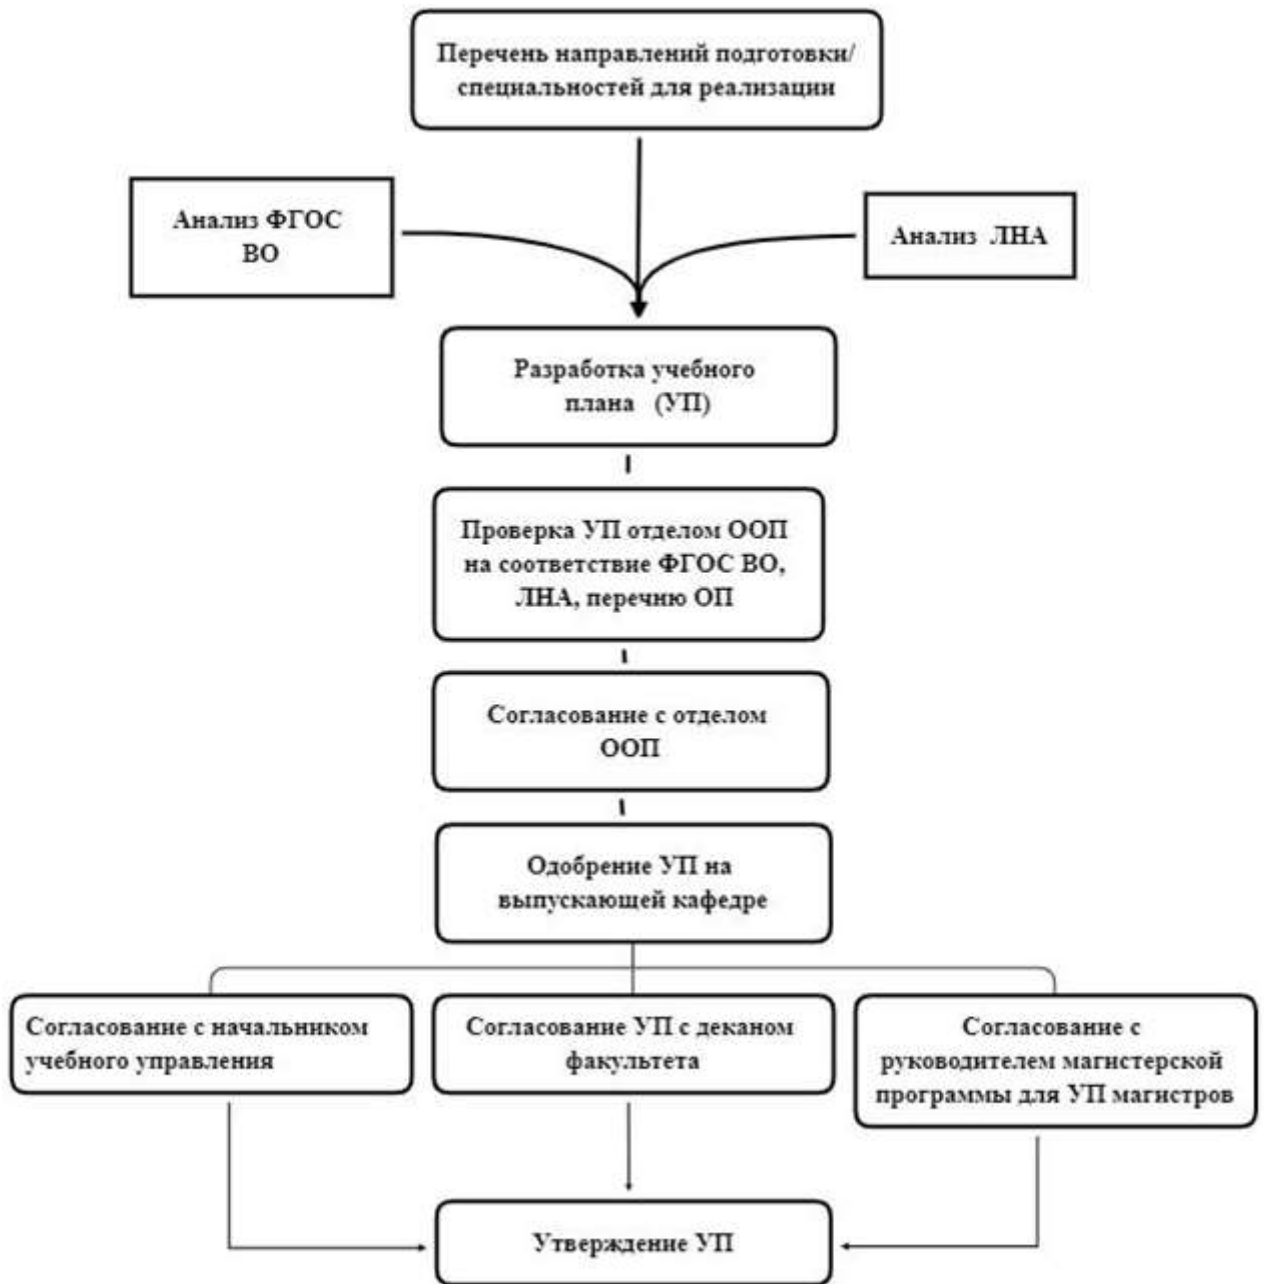 Перечень направлений подготовки/
специальностей для реализации
Анализ ФГОС
ВО
Анализ ЛНА
Разработка учебного
плана (УП)
Проверка УП отделом ООП
на соответствие ФГОС ВО,
ЛНА, перечню ОП
Согласование с отделом
ООП
Одобрение УП на
выпускающей кафедре
Согласование с начальником
учебного управления
Согласование УП с деканом
факультета
Согласование с
руководителем магистерской
программы для УП магистров
Утверждение УП